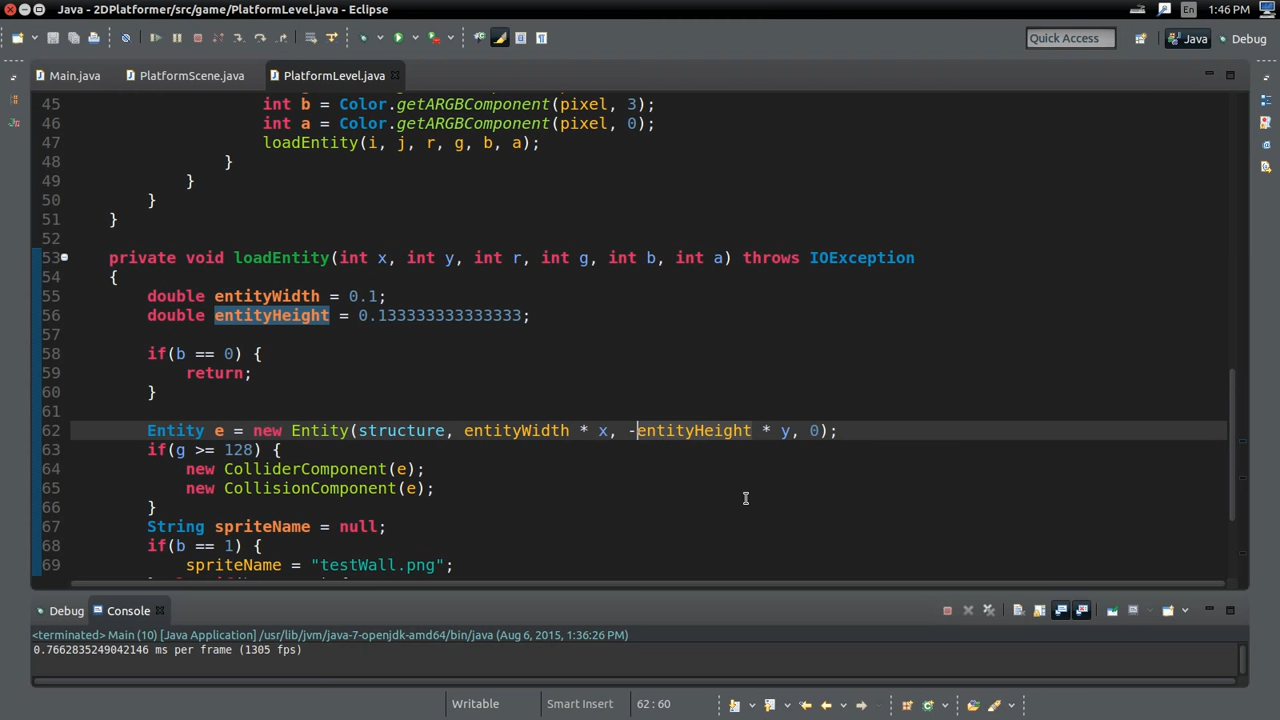 Java - 2DPlatformer/src/game/PlatformLevel.java - Eclipse
En
1:46 PM
Quick Access
Java
Debug
Main.java
PlatformScene.java
PlatformLevel.java
45 int b = Color.getARGBComponent(pixel, 3);
46 int a = Color.getARGBComponent(pixel, 0);
47 loadEntity(i, j, r, g, b, a);
48 }
49 }
50 }
51 }
52
53 private void loadEntity(int x, int y, int r, int g, int b, int a) throws IOException
54 {
55 double entityWidth = 0.1;
56 double entityHeight = 0.133333333333333;
57
58 if(b == 0) {
59 return;
60 }
61
62 Entity e = new Entity(structure, entityWidth * x, -entityHeight * y, 0);
63 if(g >= 128) {
64 new ColliderComponent(e);
65 new CollisionComponent(e);
66 }
67 String spriteName = null;
68 if(b == 1) {
69 spriteName = "testWall.png";
Debug
Console
<terminated> Main (10) [Java Application] /usr/lib/jvm/java-7-openjdk-amd64/bin/java (Aug 6, 2015, 1:36:26 PM)
0.7662835249042146 ms per frame (1305 fps)
Writable
Smart Insert
62 : 60